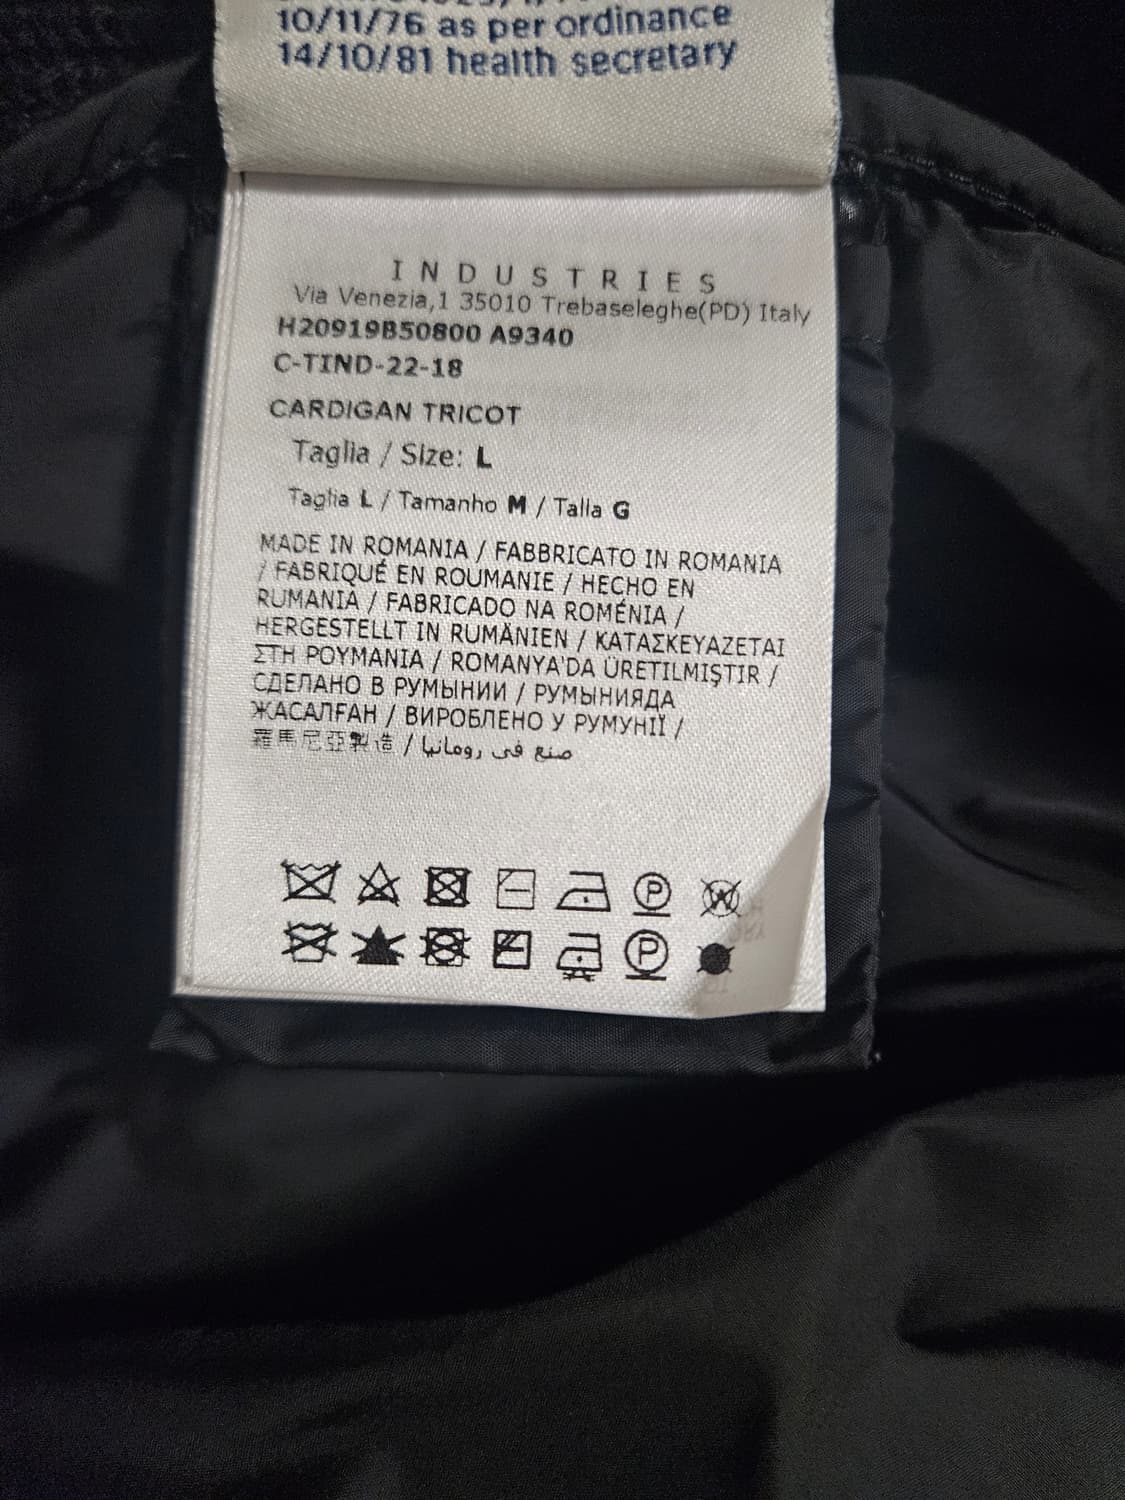 10/11/76 as per ordinance
14/10/81 health secretary
INDUSTRIES
Via Venezia,1 35010 Trebaseleghe(PD) Italy
H20919B50800 A9340
C-TIND-22-18
CARDIGAN TRICOT
Taglia / Size: L
Taglia L / Tamanho M / Talla G
MADE IN ROMANIA / FABBRICATO IN ROMANIA
/ FABRIQUÉ EN ROUMANIE / HECHO EN
RUMANIA / FABRICADO NA ROMÉNIA /
HERGESTELLT IN RUMÄNIEN / ΚΑΤΑΣΚΕΥΑΖΕΤΑΙ
ΣΤΗ ΡΟΥΜΑΝΙΑ / ROMANYA'DA ÜRETILMIŞTIR /
СДЕЛАНО В РУМЫНИИ / РУМЫНИЯДА
ЖАСАЛҒАН / ВИРОБЛЕНО У РУМУНІЇ /
羅馬尼亞製造 / صنع في رومانيا
P
W
P